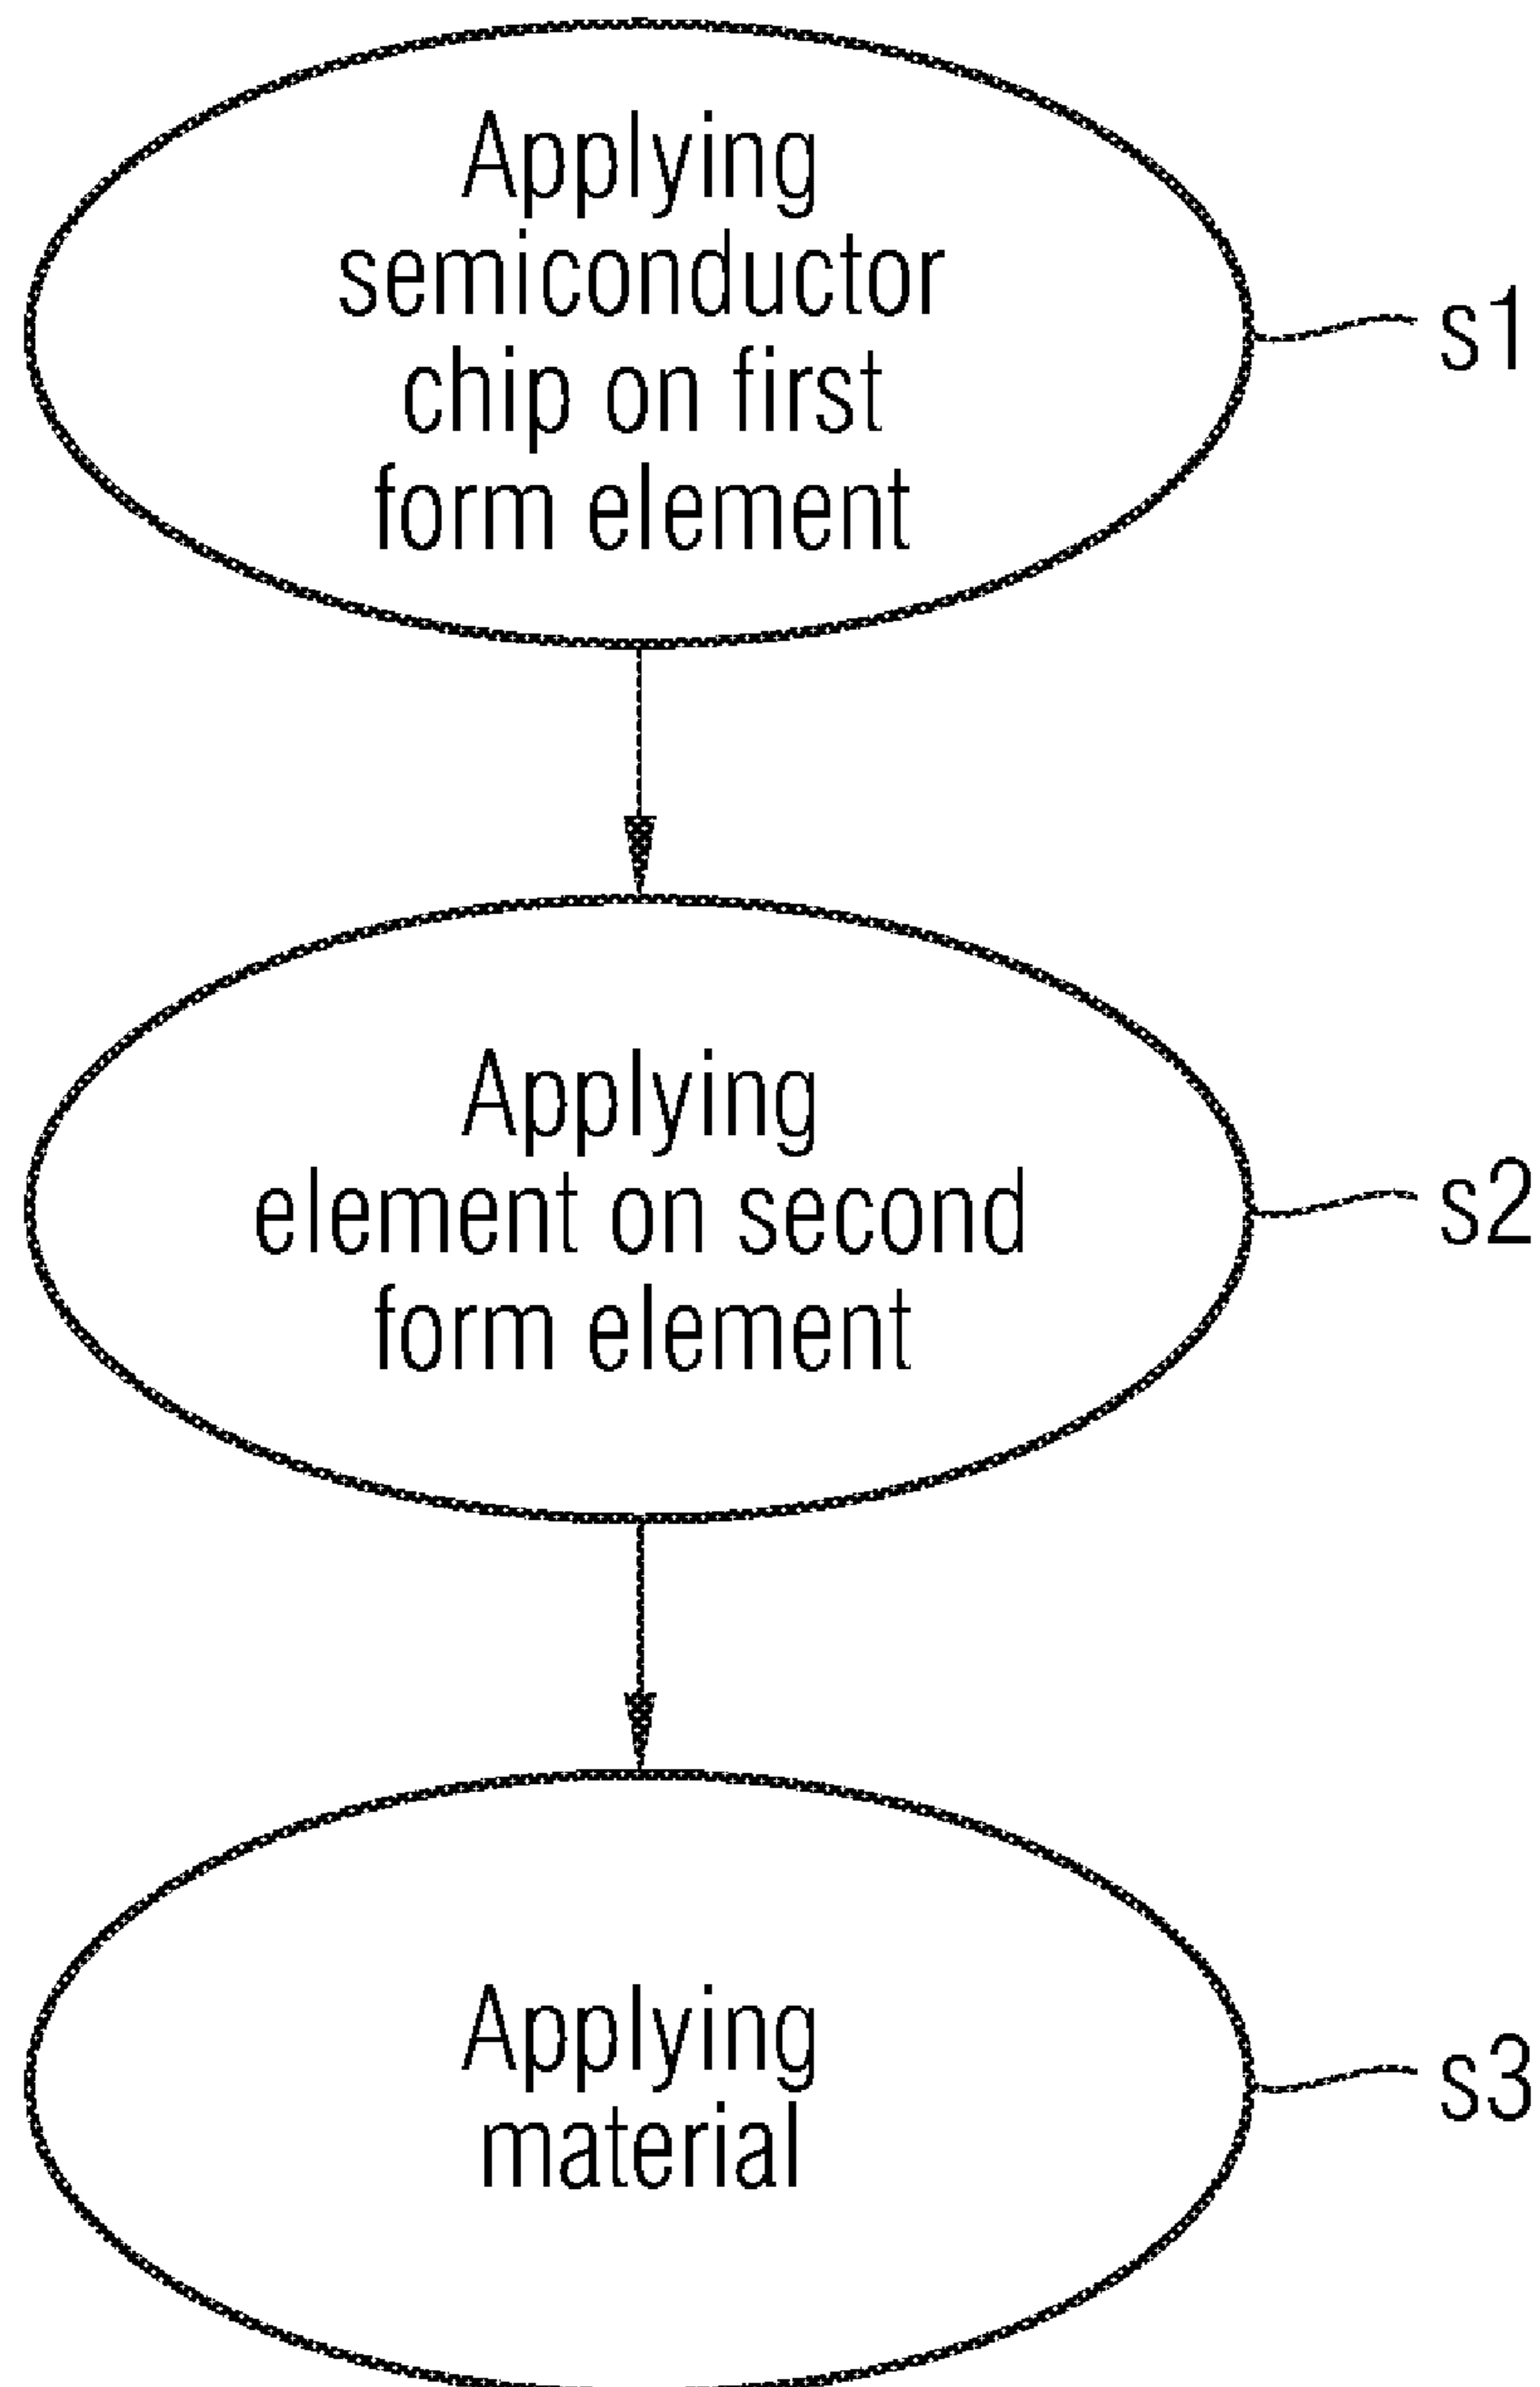 Applying
semiconductor
chip on first
form element
s1
Applying
element on second
form element
s2
Applying
material
s3